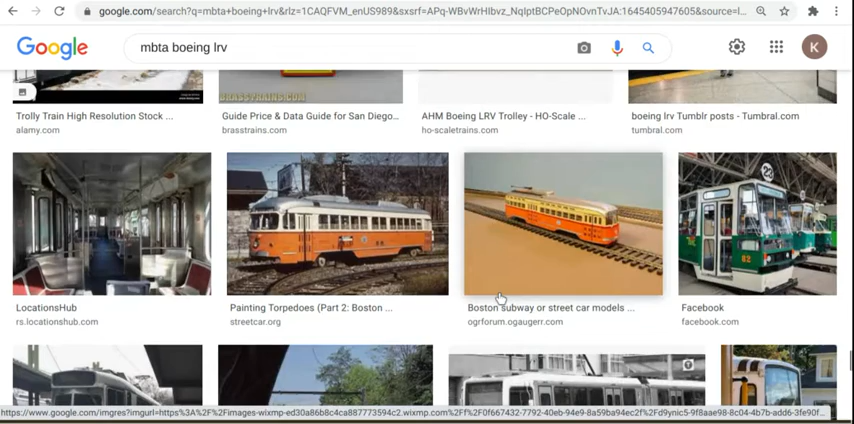 google.com/search?q=mbta+boeing+lrv&rlz=1CAQFVM_enUS989&sxsrf=APq-WBvWrHIbvz_NqIptBCPeOpNOvnTvJA:1645405947605&source=l...
Google
mbta boeing lrv
K
BRASSTRAINS.COM
Trolly Train High Resolution Stock ...
alamy.com
Guide Price & Data Guide for San Diego...
brasstrains.com
AHM Boeing LRV Trolley - HO-Scale ...
ho-scaletrains.com
boeing lrv Tumblr posts - Tumbral.com
tumbral.com
23
82
LocationsHub
rs.locationshub.com
Painting Torpedoes (Part 2: Boston ...
streetcar.org
Boston subway or street car models ...
ogrforum.ogaugerr.com
Facebook
facebook.com
https://www.google.com/imgres?imgurl=https%3A%2F%2Fimages-wixmp-ed30a86b8c4ca887773594c2.wixmp.com%2Ff%2F0f667432-7792-40eb-94e9-8a59ba94ec2f%2Fd9ynic5-9f8aae98-8c04-4b7b-add6-3fe90f...